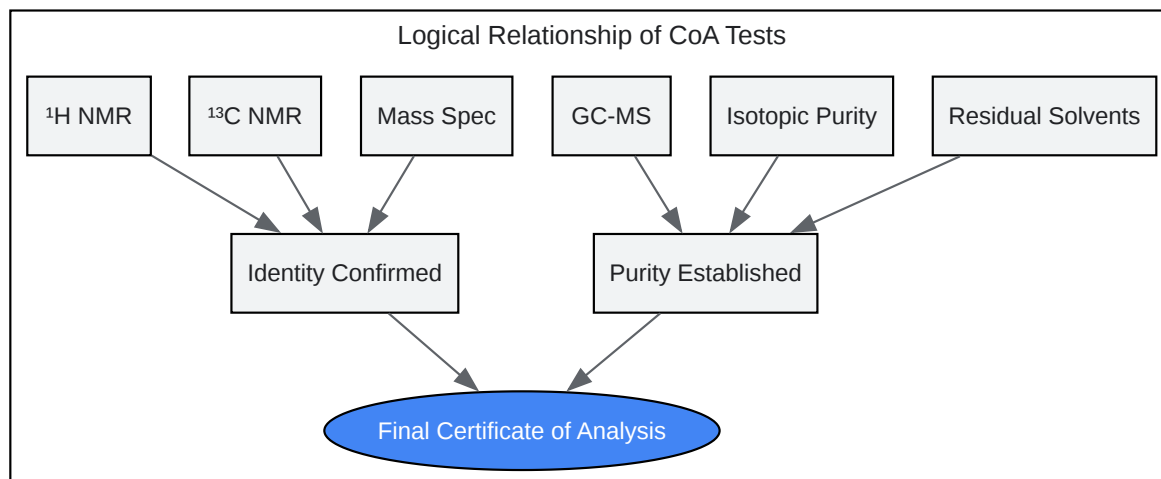 Logical Relationship of CoA Tests
¹H NMR
¹³C NMR
Mass Spec
GC-MS
Isotopic Purity
Residual Solvents
Identity Confirmed
Purity Established
Final Certificate of Analysis